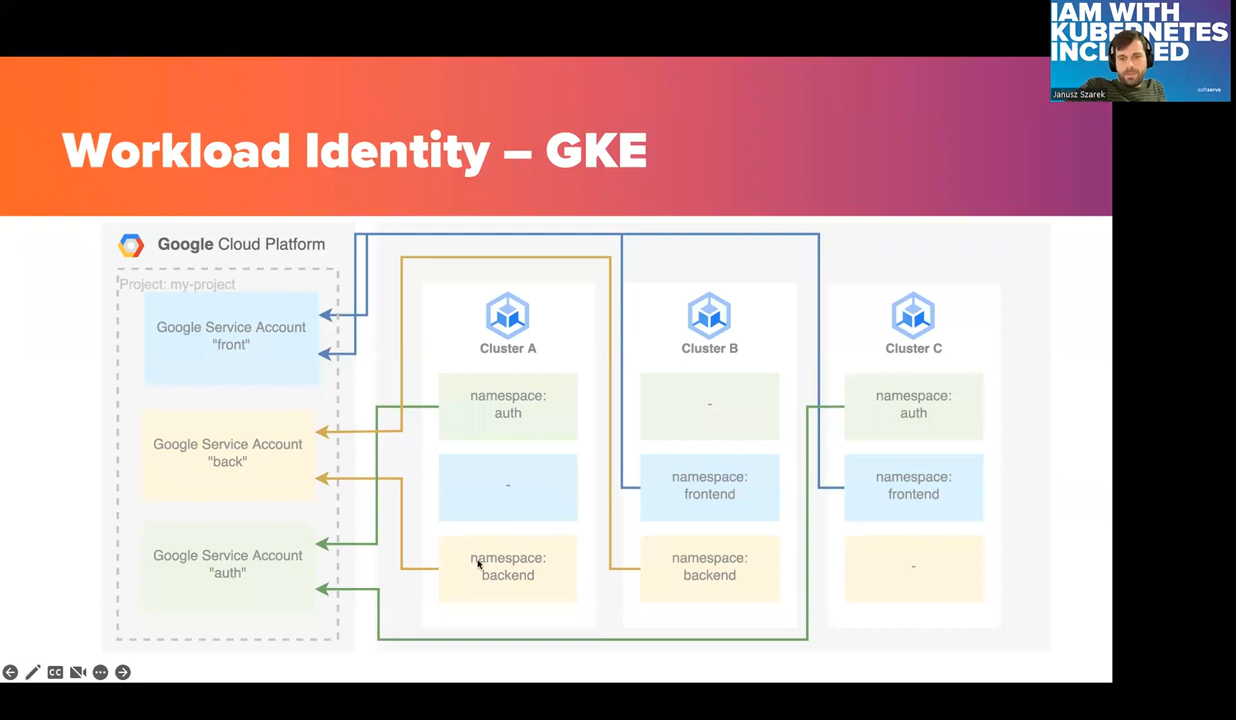 IAM WITH
KUBERNETES
Janusz Szarek
softserve
Workload Identity – GKE
Google Cloud Platform
Project: my-project
Google Service Account
"front"
Google Service Account
"back"
Google Service Account
"auth"
Cluster A
namespace:
auth
-
namespace:
backend
Cluster B
-
namespace:
frontend
namespace:
backend
Cluster C
namespace:
auth
namespace:
frontend
-
CC